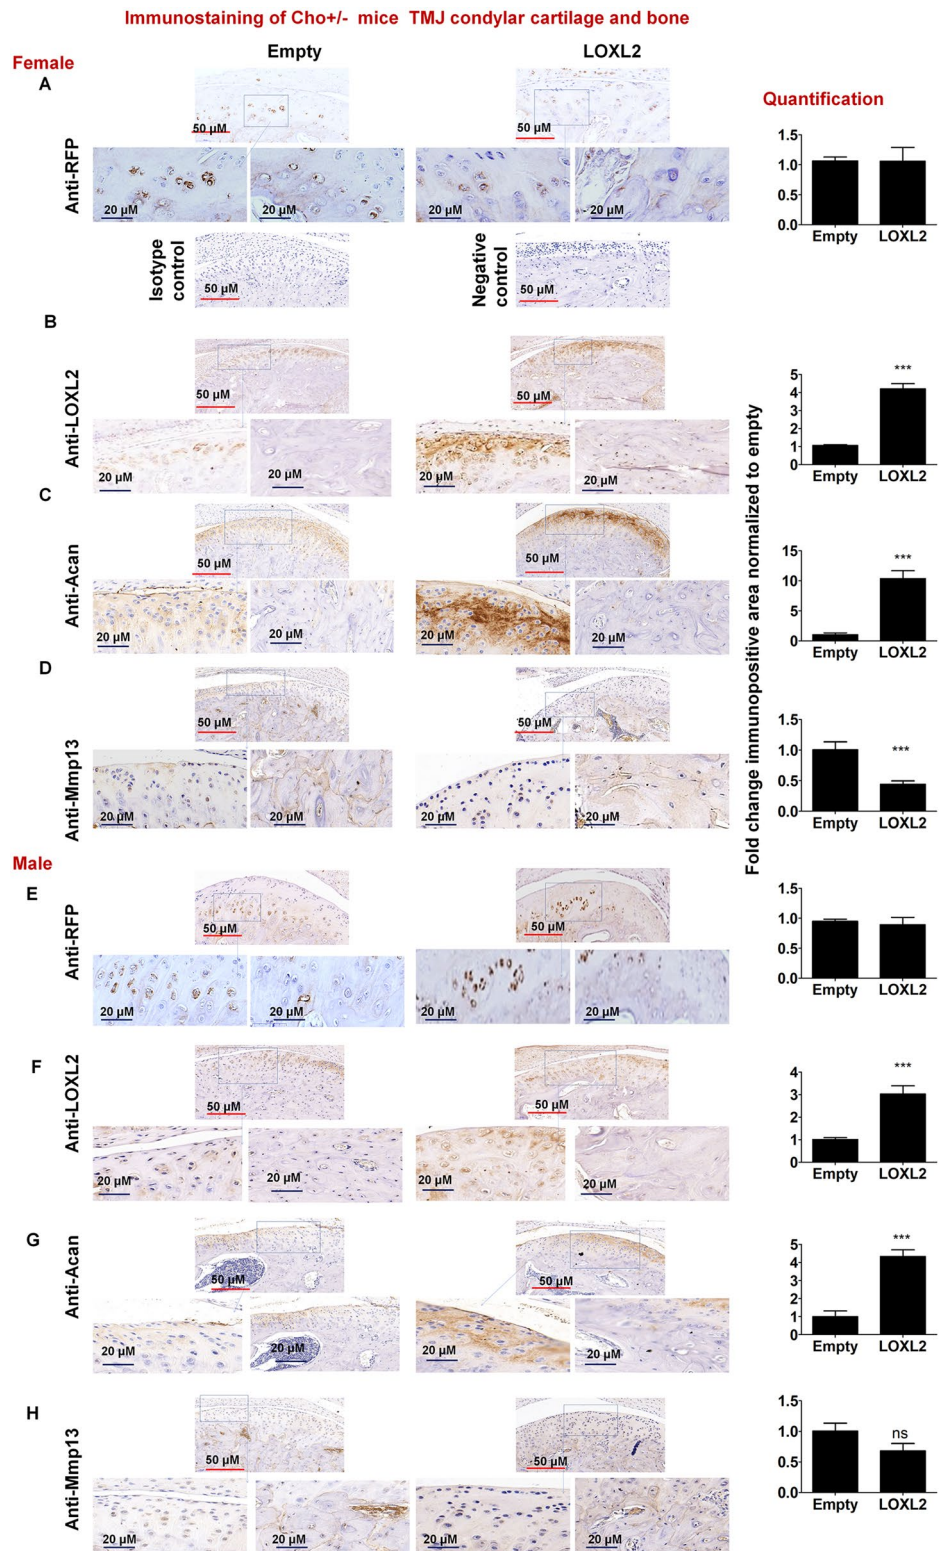 Immunostaining of Cho+/- mice TMJ condylar cartilage and bone
Empty
LOXL2
Female
A
Quantification
Anti-RFP
50 µM
50 µM
20 µM
20 µM
20 µM
20 µM
1.5
1.0
0.5
0.0
Empty
LOXL2
Isotype
control
50 µM
Negative
control
50 µM
Fold change immunopositive area normalized to empty
B
Anti-LOXL2
50 µM
50 µM
20 µM
20 µM
20 µM
20 µM
5
4
3
2
1
0
***
Empty
LOXL2
C
Anti-Acan
50 µM
50 µM
20 µM
20 µM
20 µM
20 µM
15
10
5
0
***
Empty
LOXL2
D
Anti-Mmp13
50 µM
50 µM
20 µM
20 µM
20 µM
20 µM
1.5
1.0
0.5
0.0
***
Empty
LOXL2
Male
E
Anti-RFP
50 µM
50 µM
20 µM
20 µM
20 µM
20 µM
1.5
1.0
0.5
0.0
Empty
LOXL2
F
Anti-LOXL2
50 µM
50 µM
20 µM
20 µM
20 µM
20 µM
4
3
2
1
0
***
Empty
LOXL2
G
Anti-Acan
50 µM
50 µM
20 µM
20 µM
20 µM
20 µM
5
4
3
2
1
0
***
Empty
LOXL2
H
Anti-Mmp13
50 µM
50 µM
20 µM
20 µM
20 µM
20 µM
1.5
1.0
0.5
0.0
ns
Empty
LOXL2